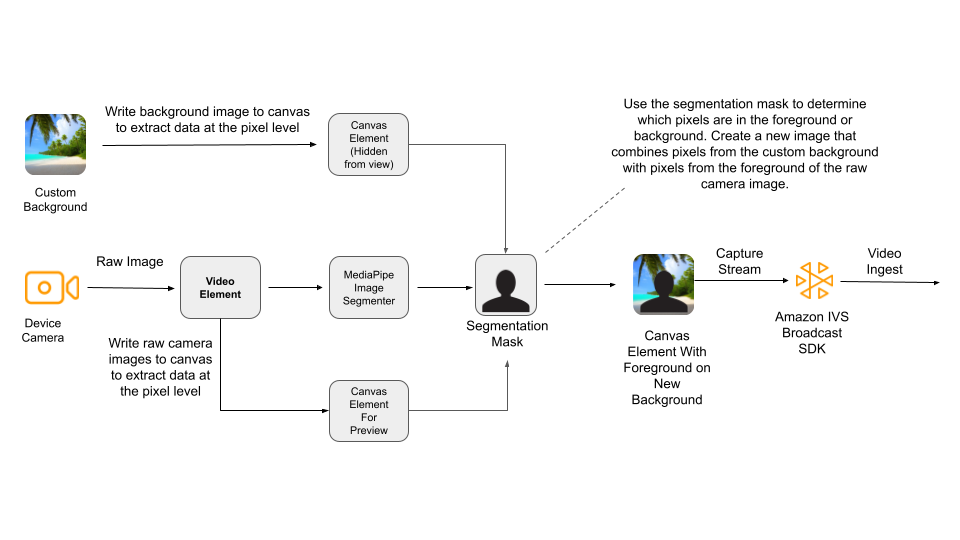 Write background image to canvas
to extract data at the pixel level
Canvas
Element
(Hidden
from view)
Custom
Background
Use the segmentation mask to determine
which pixels are in the foreground or
background. Create a new image that
combines pixels from the custom background
with pixels from the foreground of the raw
camera image.
Raw Image
Device
Camera
Video
Element
MediaPipe
Image
Segmenter
Segmentation
Mask
Write raw camera
images to canvas
to extract data at
the pixel level
Canvas
Element
For
Preview
Canvas
Element With
Foreground on
New
Background
Capture
Stream
Amazon IVS
Broadcast
SDK
Video
Ingest